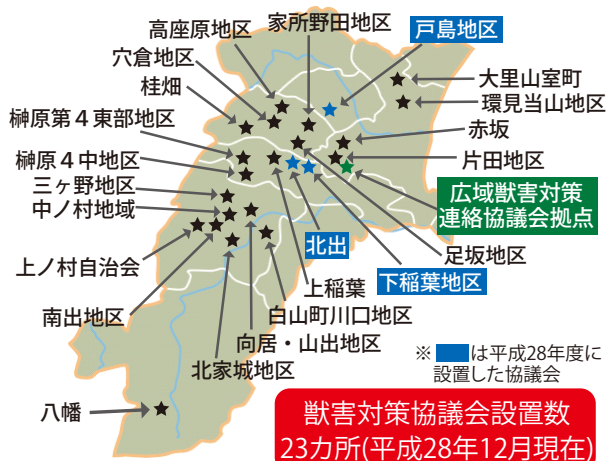 高座原地区
家所野田地区
戸島地区
穴倉地区
大里山室町
桂畑
環見当山地区
榊原第4東部地区
赤坂
榊原4中地区
片田地区
三ヶ野地区
広域獣害対策
連絡協議会拠点
中ノ村地域
北出
足坂地区
上ノ村自治会
上稲葉
下稲葉地区
南出地区
白山町川口地区
向居・山出地区
北家城地区
※ は平成28年度に
設置した協議会
八幡
獣害対策協議会設置数
23カ所(平成28年12月現在)